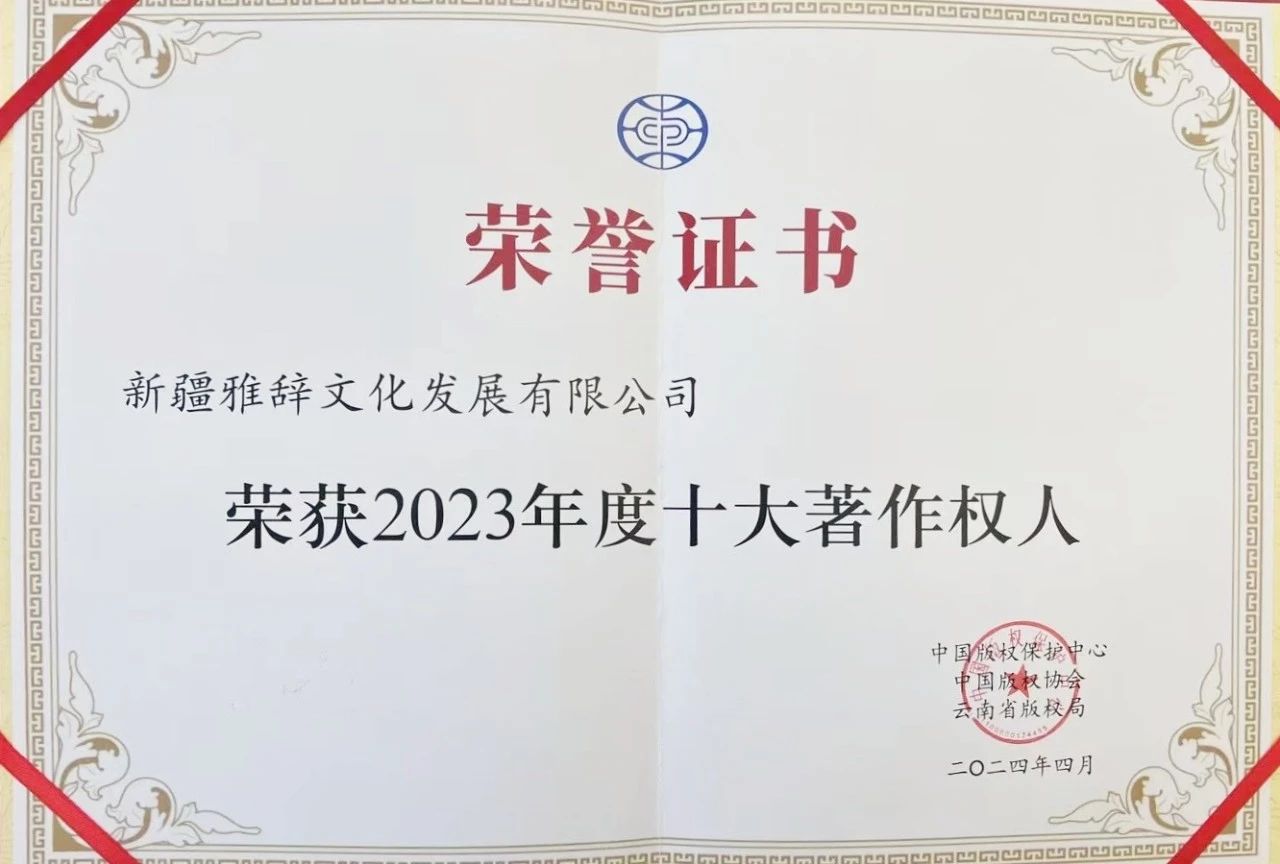 荣誉证书
新疆雅辞文化发展有限公司
荣获2023年度十大著作权人
中国版权保护中心
中国版权协会
云南省版权局
二〇二四年四月